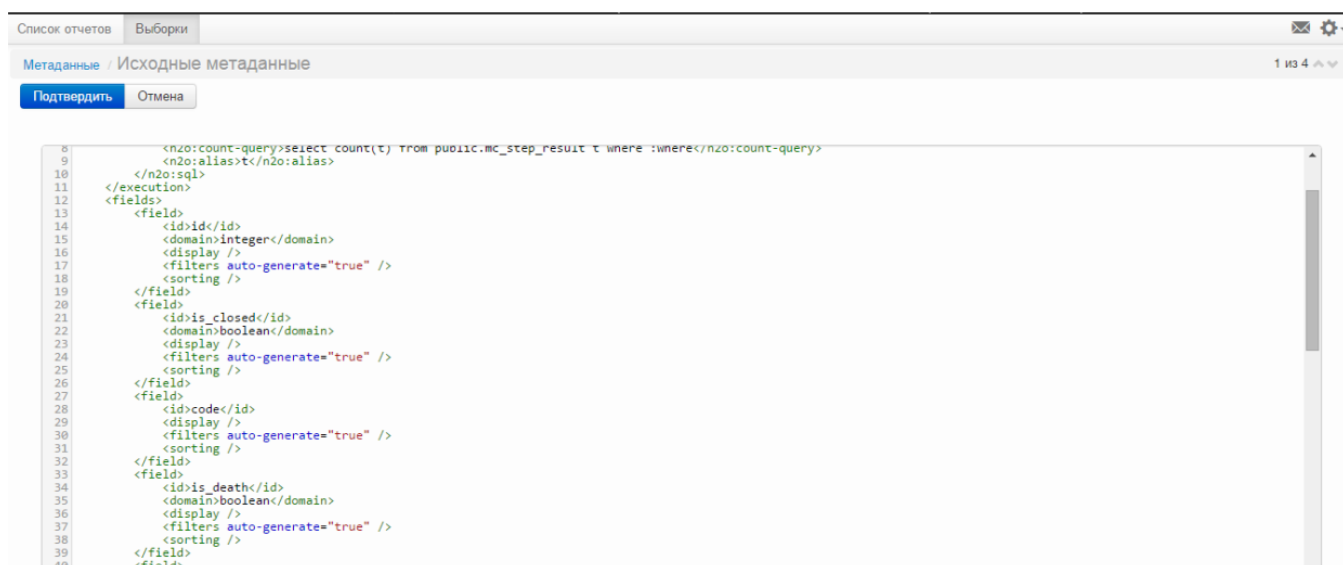 Список отчетов Выборки
Метаданные / Исходные метаданные 1 из 4
Подтвердить Отмена
8 <n2o:count-query>select count(t) from public.mc_step_result t where :where</n2o:count-query>
9 <n2o:alias>t</n2o:alias>
10 </n2o:sql>
11 </execution>
12 <fields>
13 <field>
14 <id>id</id>
15 <domain>integer</domain>
16 <display />
17 <filters auto-generate="true" />
18 <sorting />
19 </field>
20 <field>
21 <id>is_closed</id>
22 <domain>boolean</domain>
23 <display />
24 <filters auto-generate="true" />
25 <sorting />
26 </field>
27 <field>
28 <id>code</id>
29 <display />
30 <filters auto-generate="true" />
31 <sorting />
32 </field>
33 <field>
34 <id>is_death</id>
35 <domain>boolean</domain>
36 <display />
37 <filters auto-generate="true" />
38 <sorting />
39 </field>
40 <field>